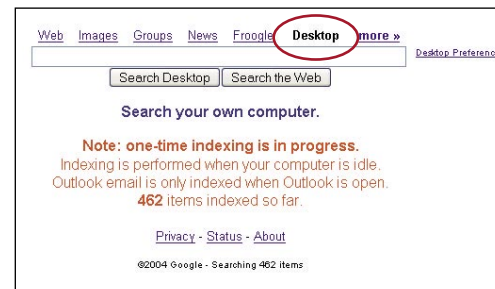 Web Images Groups News Froogle Desktop more »
Desktop Preferenc
Search Desktop Search the Web
Search your own computer.
Note: one-time indexing is in progress.
Indexing is performed when your computer is idle.
Outlook email is only indexed when Outlook is open.
462 items indexed so far.
Privacy - Status - About
©2004 Google - Searching 462 items